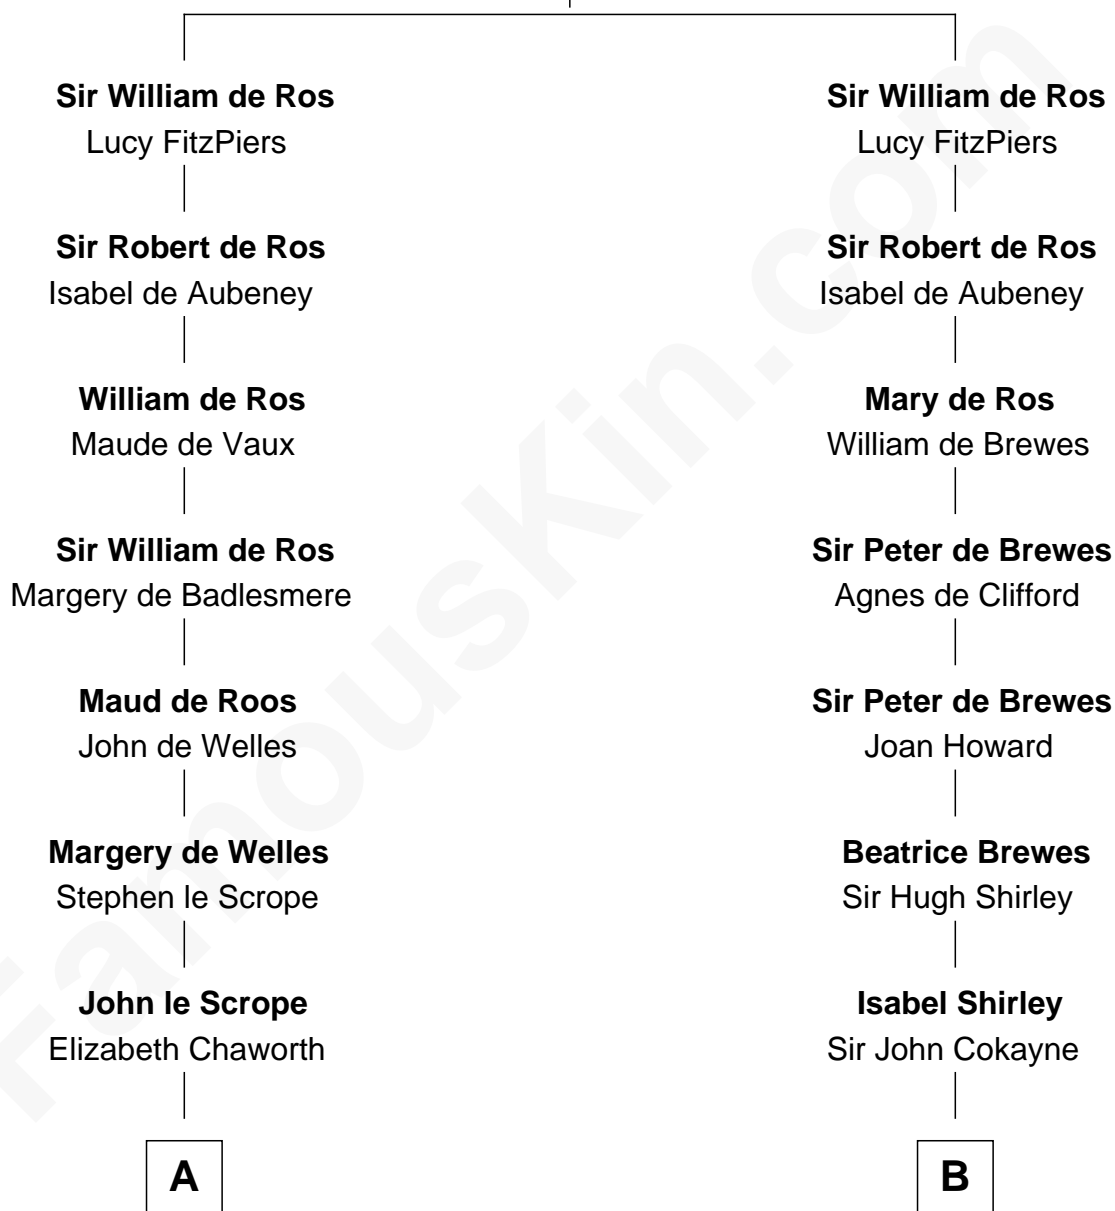 Sir William de Ros
Lucy FitzPiers
Sir Robert de Ros
Isabel de Aubeney
William de Ros
Maude de Vaux
Sir William de Ros
Margery de Badlesmere
Maud de Roos
John de Welles
Margery de Welles
Stephen le Scrope
John le Scrope
Elizabeth Chaworth
A
Sir William de Ros
Lucy FitzPiers
Sir Robert de Ros
Isabel de Aubeney
Mary de Ros
William de Brewes
Sir Peter de Brewes
Agnes de Clifford
Sir Peter de Brewes
Joan Howard
Beatrice Brewes
Sir Hugh Shirley
Isabel Shirley
Sir John Cokayne
B
FamousKin.com